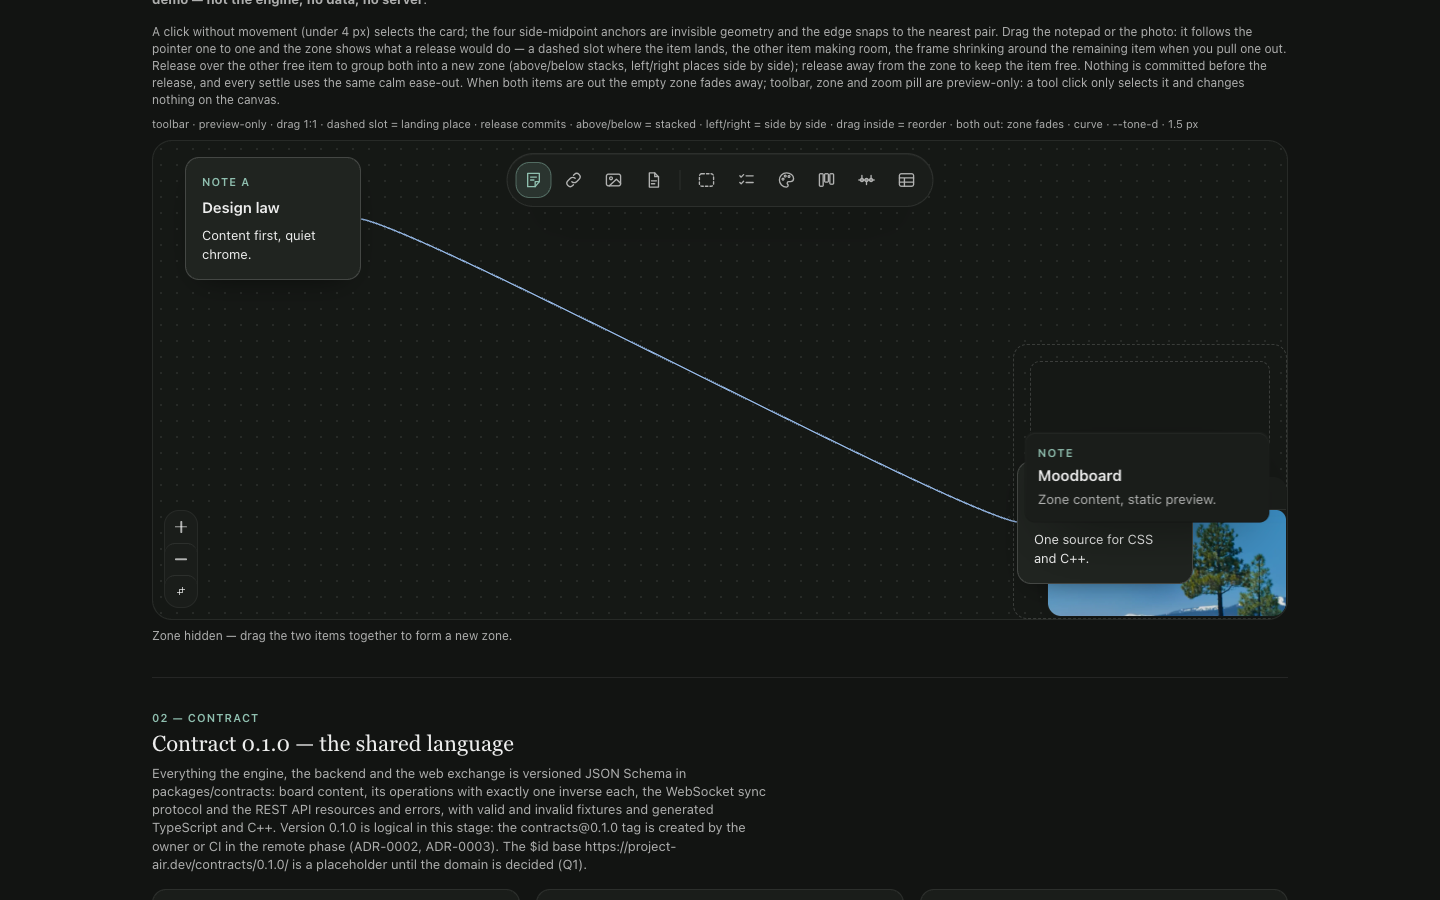 demo — not the engine, no data, no server.
A click without movement (under 4 px) selects the card; the four side-midpoint anchors are invisible geometry and the edge snaps to the nearest pair. Drag the notepad or the photo: it follows the
pointer one to one and the zone shows what a release would do — a dashed slot where the item lands, the other item making room, the frame shrinking around the remaining item when you pull one out.
Release over the other free item to group both into a new zone (above/below stacks, left/right places side by side); release away from the zone to keep the item free. Nothing is committed before the
release, and every settle uses the same calm ease-out. When both items are out the empty zone fades away; toolbar, zone and zoom pill are preview-only: a tool click only selects it and changes
nothing on the canvas.
toolbar · preview-only · drag 1:1 · dashed slot = landing place · release commits · above/below = stacked · left/right = side by side · drag inside = reorder · both out: zone fades · curve · --tone-d · 1.5 px
NOTE A
Design law
Content first, quiet
chrome.
NOTE
Moodboard
Zone content, static preview.
One source for CSS
and C++.
Zone hidden — drag the two items together to form a new zone.
02 — CONTRACT
Contract 0.1.0 — the shared language
Everything the engine, the backend and the web exchange is versioned JSON Schema in
packages/contracts: board content, its operations with exactly one inverse each, the WebSocket sync
protocol and the REST API resources and errors, with valid and invalid fixtures and generated
TypeScript and C++. Version 0.1.0 is logical in this stage: the contracts@0.1.0 tag is created by the
owner or CI in the remote phase (ADR-0002, ADR-0003). The $id base https://project-
air.dev/contracts/0.1.0/ is a placeholder until the domain is decided (Q1).